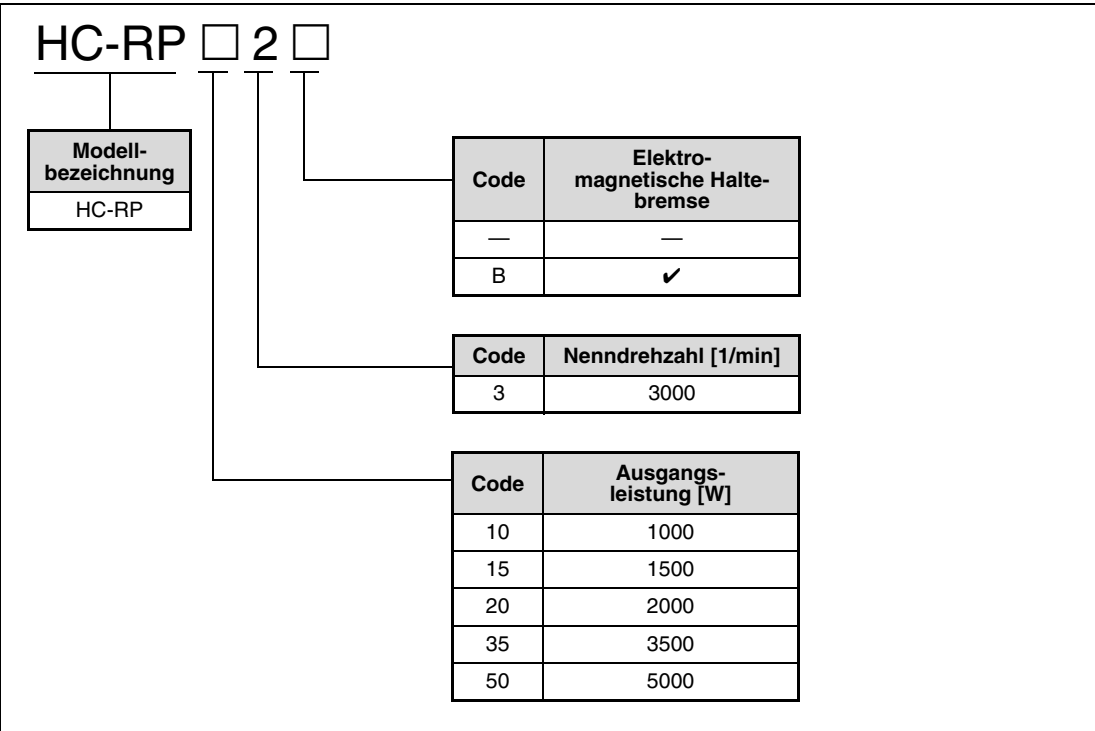 HC-RP □ 2 □
Modell-
bezeichnung
HC-RP
Code
Elektro-
magnetische Halte-
bremse
— —
B ✔
Code Nenndrehzahl [1/min]
3 3000
Code
Ausgangs-
leistung [W]
10 1000
15 1500
20 2000
35 3500
50 5000